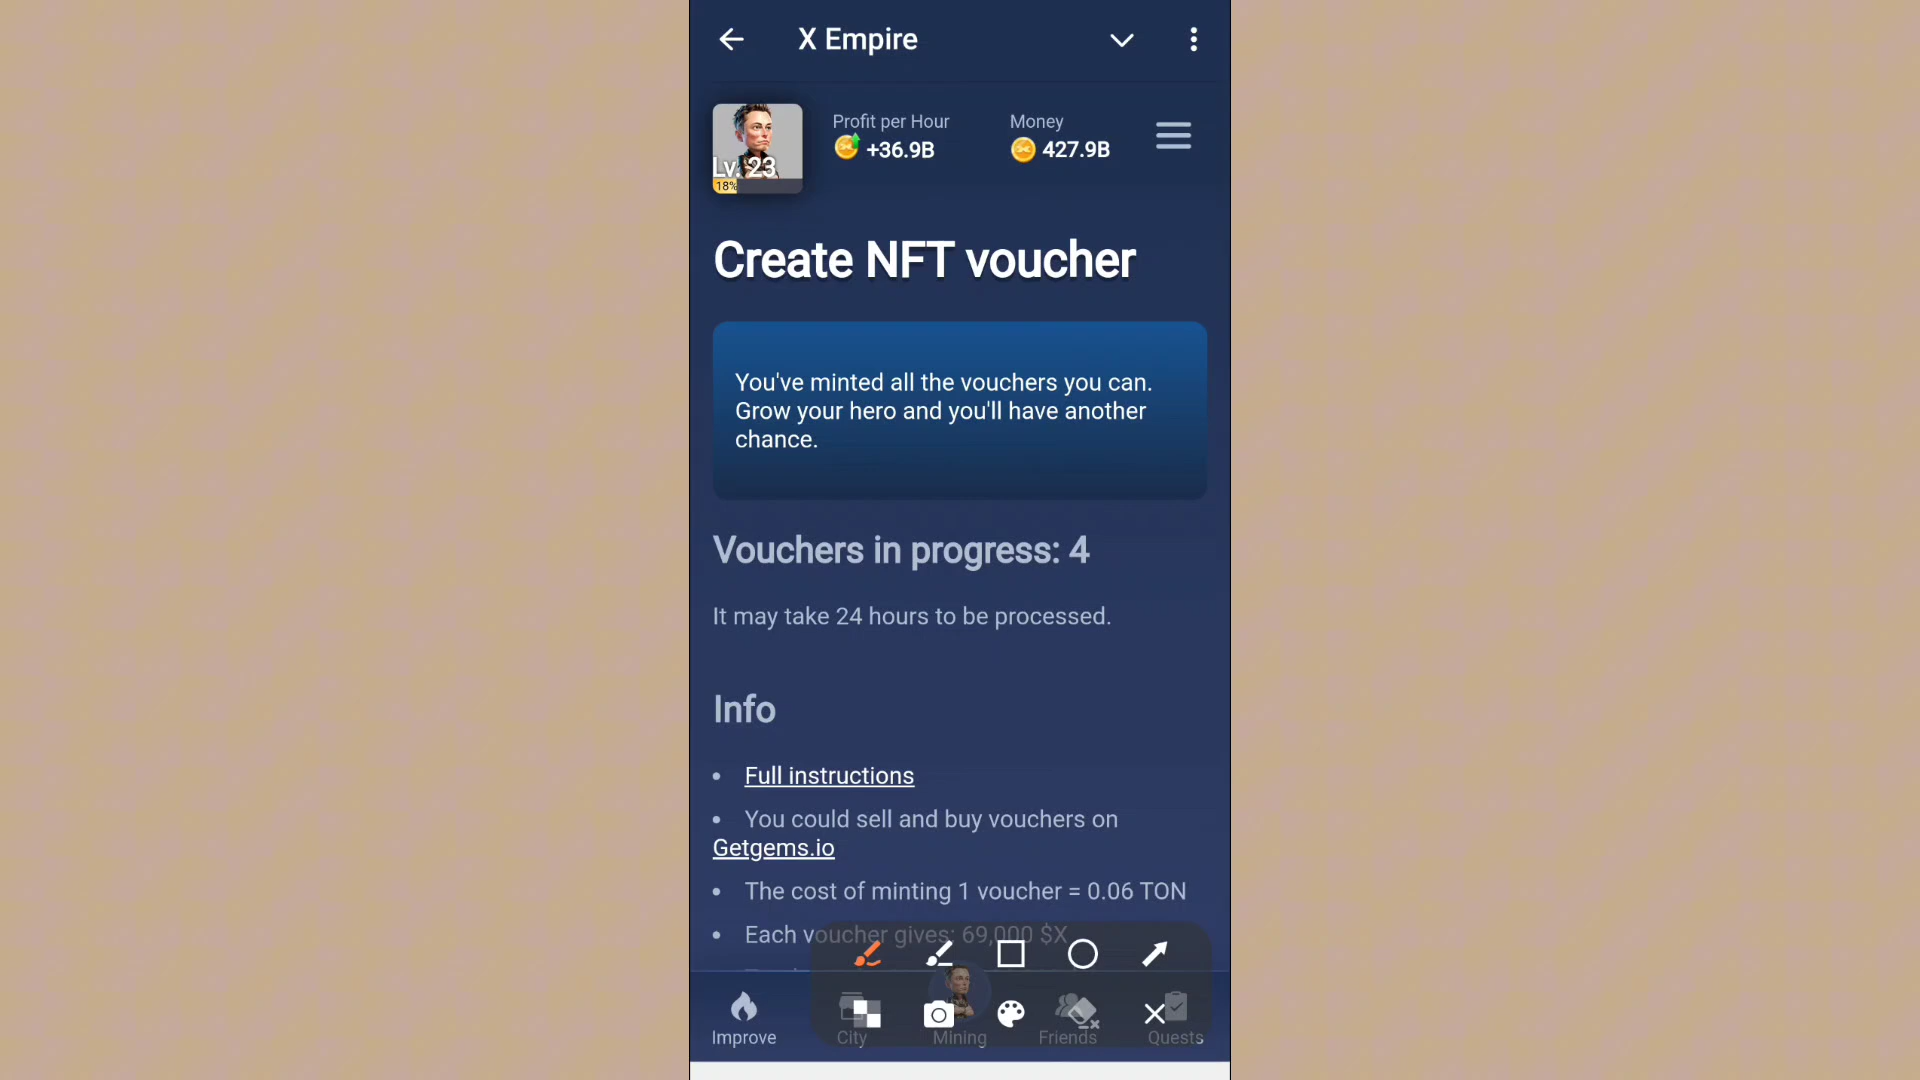 X Empire
Profit per Hour
+36.9B
Money
427.9B
Lv. 23
18%
Create NFT voucher
You've minted all the vouchers you can.
Grow your hero and you'll have another
chance.
Vouchers in progress: 4
It may take 24 hours to be processed.
Info
• Full instructions
• You could sell and buy vouchers on
Getgems.io
• The cost of minting 1 voucher = 0.06 TON
• Each voucher gives: 69,000 $X
Improve
City
Mining
Friends
Quests